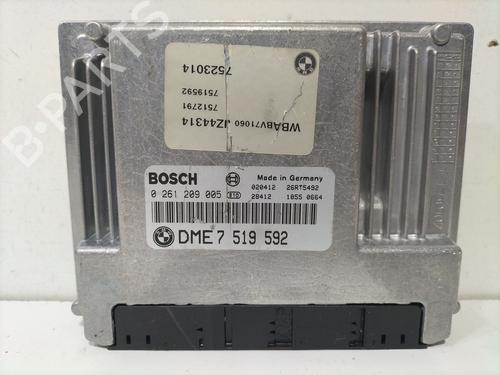 B-PARTS
7523014
7519592
7512791
WBABV71060 JZ44314
BOSCH
Made in Germany
0 261 209 005
020412 26RT5492
28412 1055 0664
DME 7 519 592